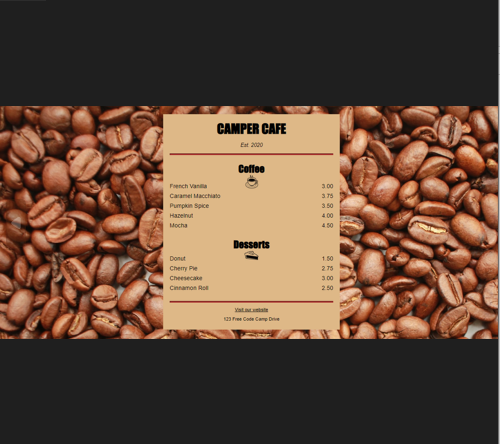 CAMPER CAFE
Est. 2020
Coffee
French Vanilla 3.00
Caramel Macchiato 3.75
Pumpkin Spice 3.50
Hazelnut 4.00
Mocha 4.50
Desserts
Donut 1.50
Cherry Pie 2.75
Cheesecake 3.00
Cinnamon Roll 2.50
Visit our website
123 Free Code Camp Drive